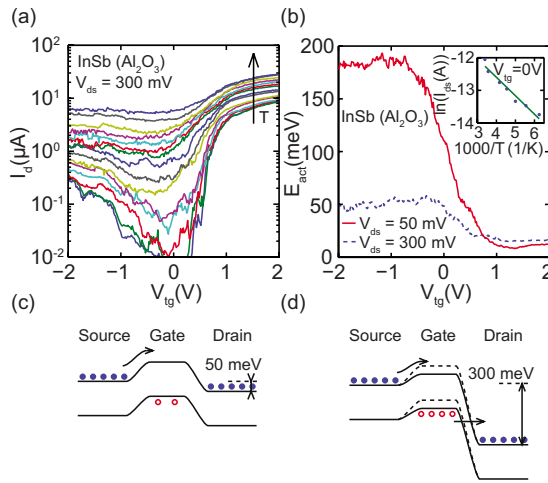 (a)
InSb (Al₂O₃)
V_ds = 300 mV
T
10²
10¹
10⁰
10⁻¹
10⁻²
I_d(μA)
−2 −1 0 1 2
V_tg(V)
(b)
200
150
100
50
0
E_act(meV)
InSb (Al₂O₃)
V_ds = 50 mV
V_ds = 300 mV
−2 −1 0 1 2
V_tg(V)
ln(I_ds(A))
−12
−13
−14
V_tg=0V
3 4 5 6
1000/T (1/K)
(c)
Source Gate Drain
50 meV
(d)
Source Gate Drain
300 meV